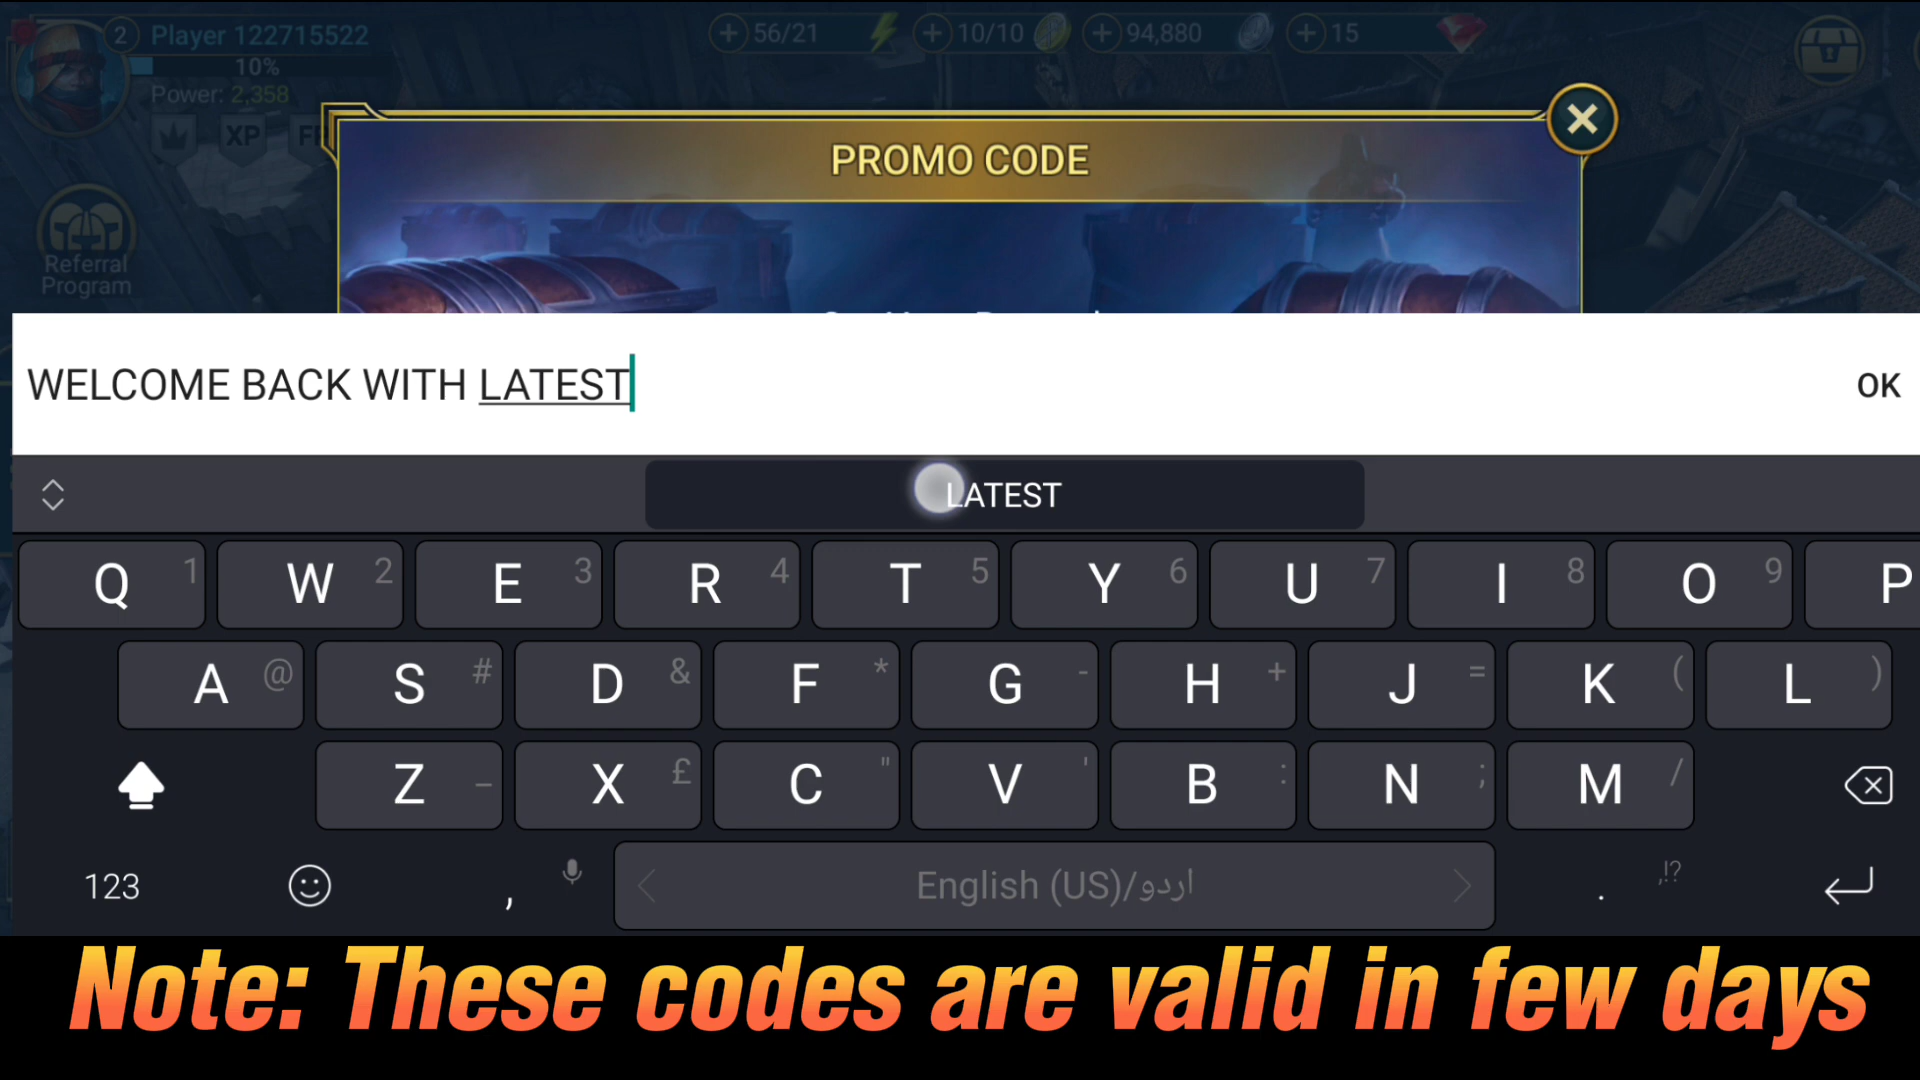 2 Player 122715522
56/21
10/10
94,880
15
10%
Power: 2,358
XP
PROMO CODE
Referral
Program
WELCOME BACK WITH LATEST
OK
LATEST
Q 1 W 2 E 3 R 4 T 5 Y 6 U 7 I 8 O 9 P
A @ S # D & F * G - H + J = K ( L )
Z _ X £ C " V ' B : N ; M /
123 , English (US)/اردو . ,!?
Note: These codes are valid in few days